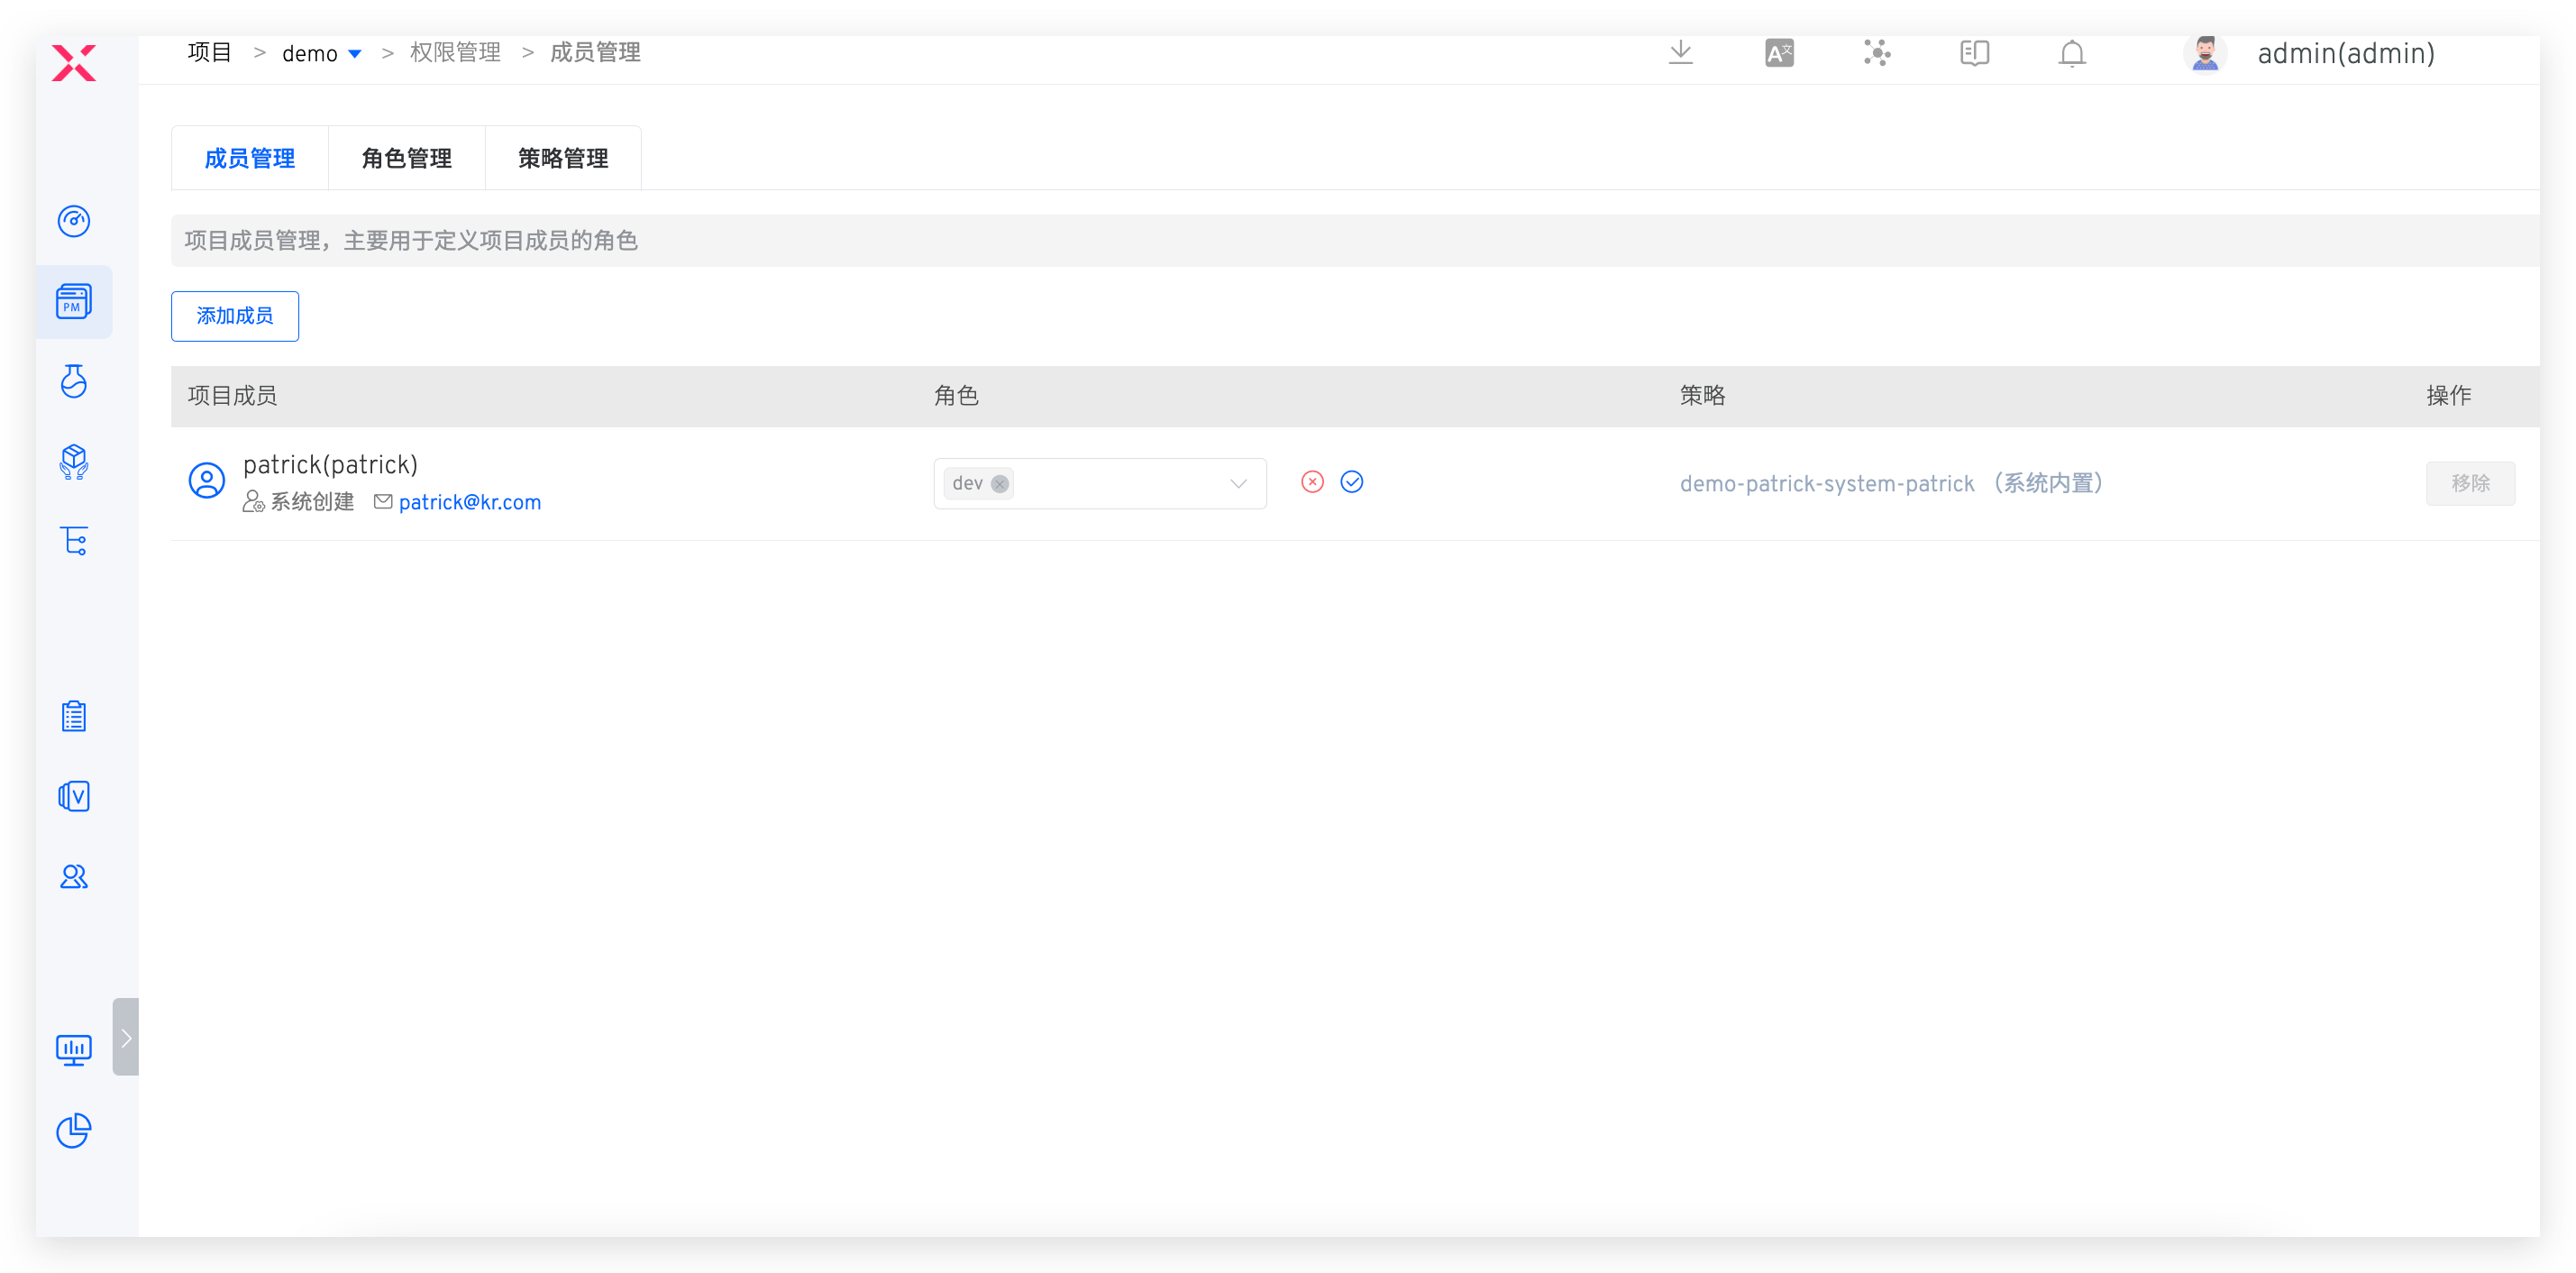 项目 > demo > 权限管理 > 成员管理
A文
admin(admin)
成员管理 角色管理 策略管理
项目成员管理，主要用于定义项目成员的角色
PM
添加成员
项目成员 角色 策略 操作
patrick(patrick)
系统创建 patrick@kr.com
dev
demo-patrick-system-patrick （系统内置）
移除
V